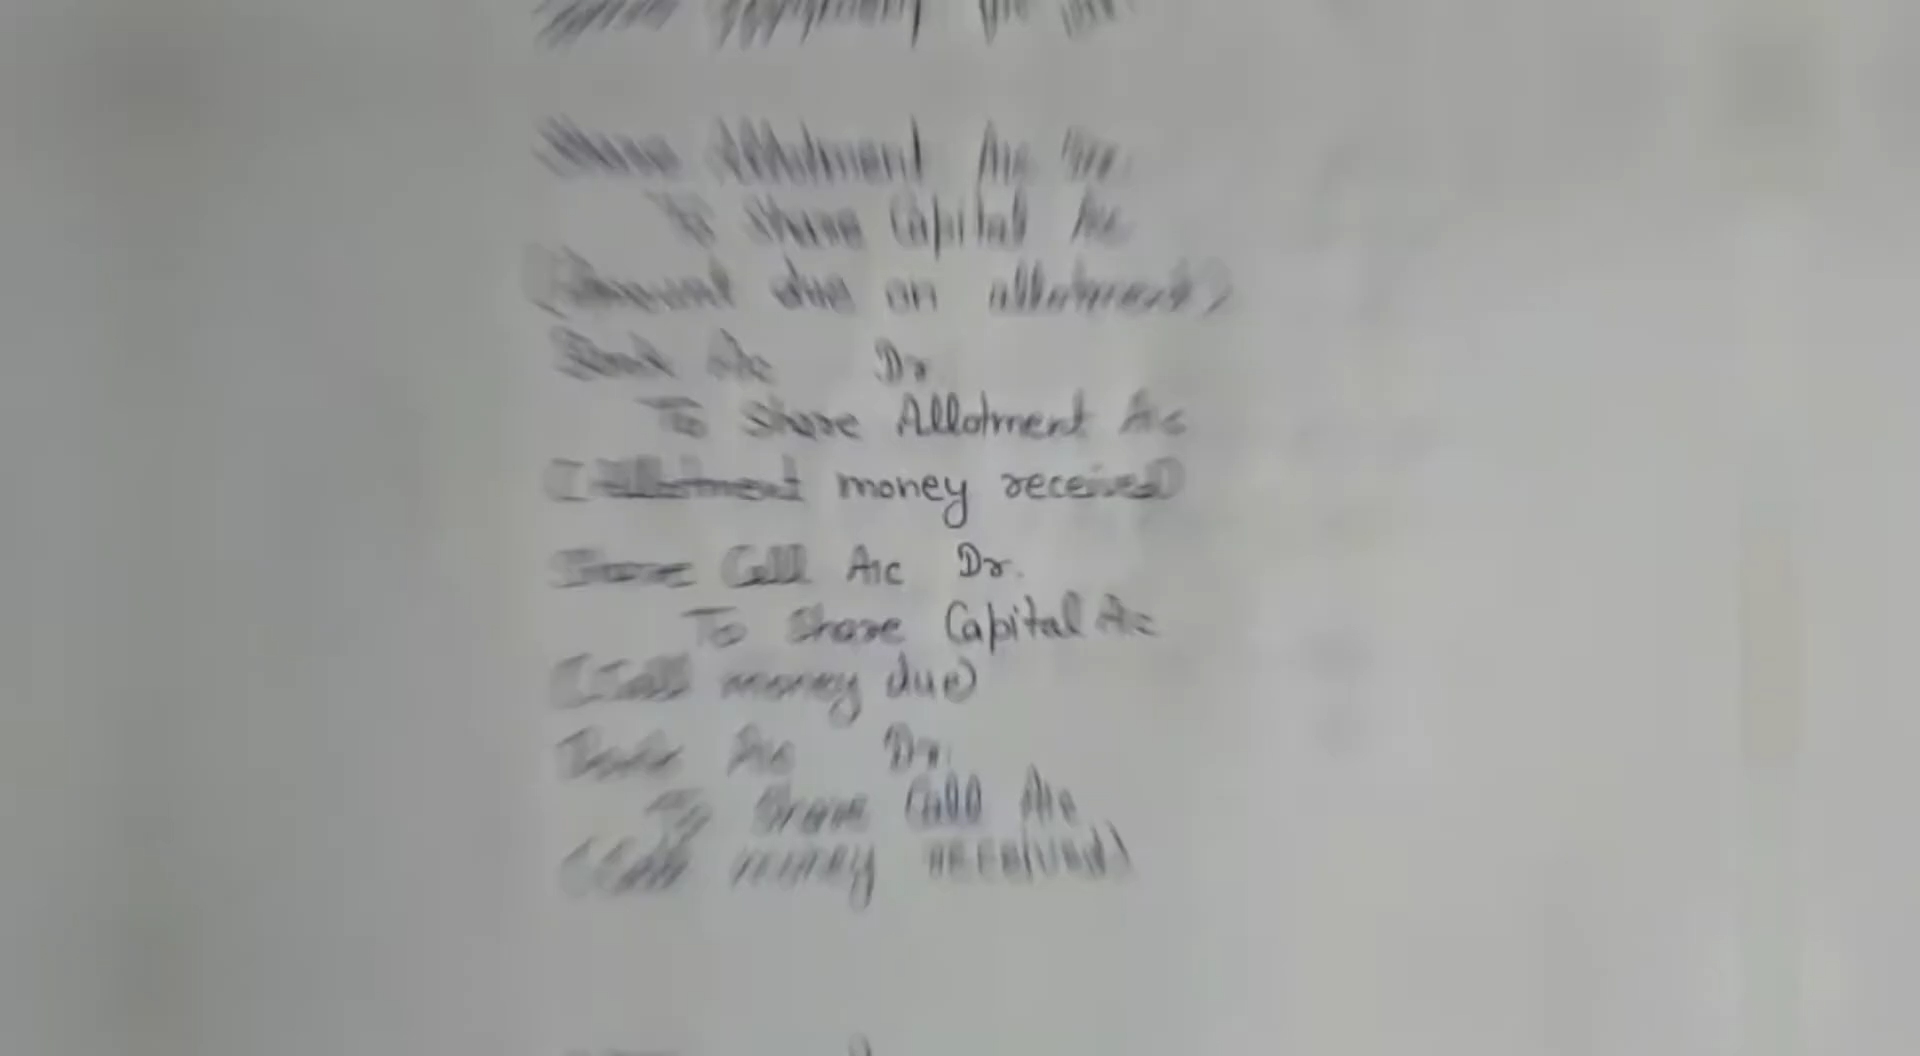 Share Allotment A/c Dr.
To Share Capital A/c
(Amount due on allotment)
Bank A/c Dr.
To Share Allotment A/c
(Allotment money received)
Share Call A/c Dr.
To Share Capital A/c
(Call money due)
Bank A/c Dr.
To Share Call A/c
(Call money received)